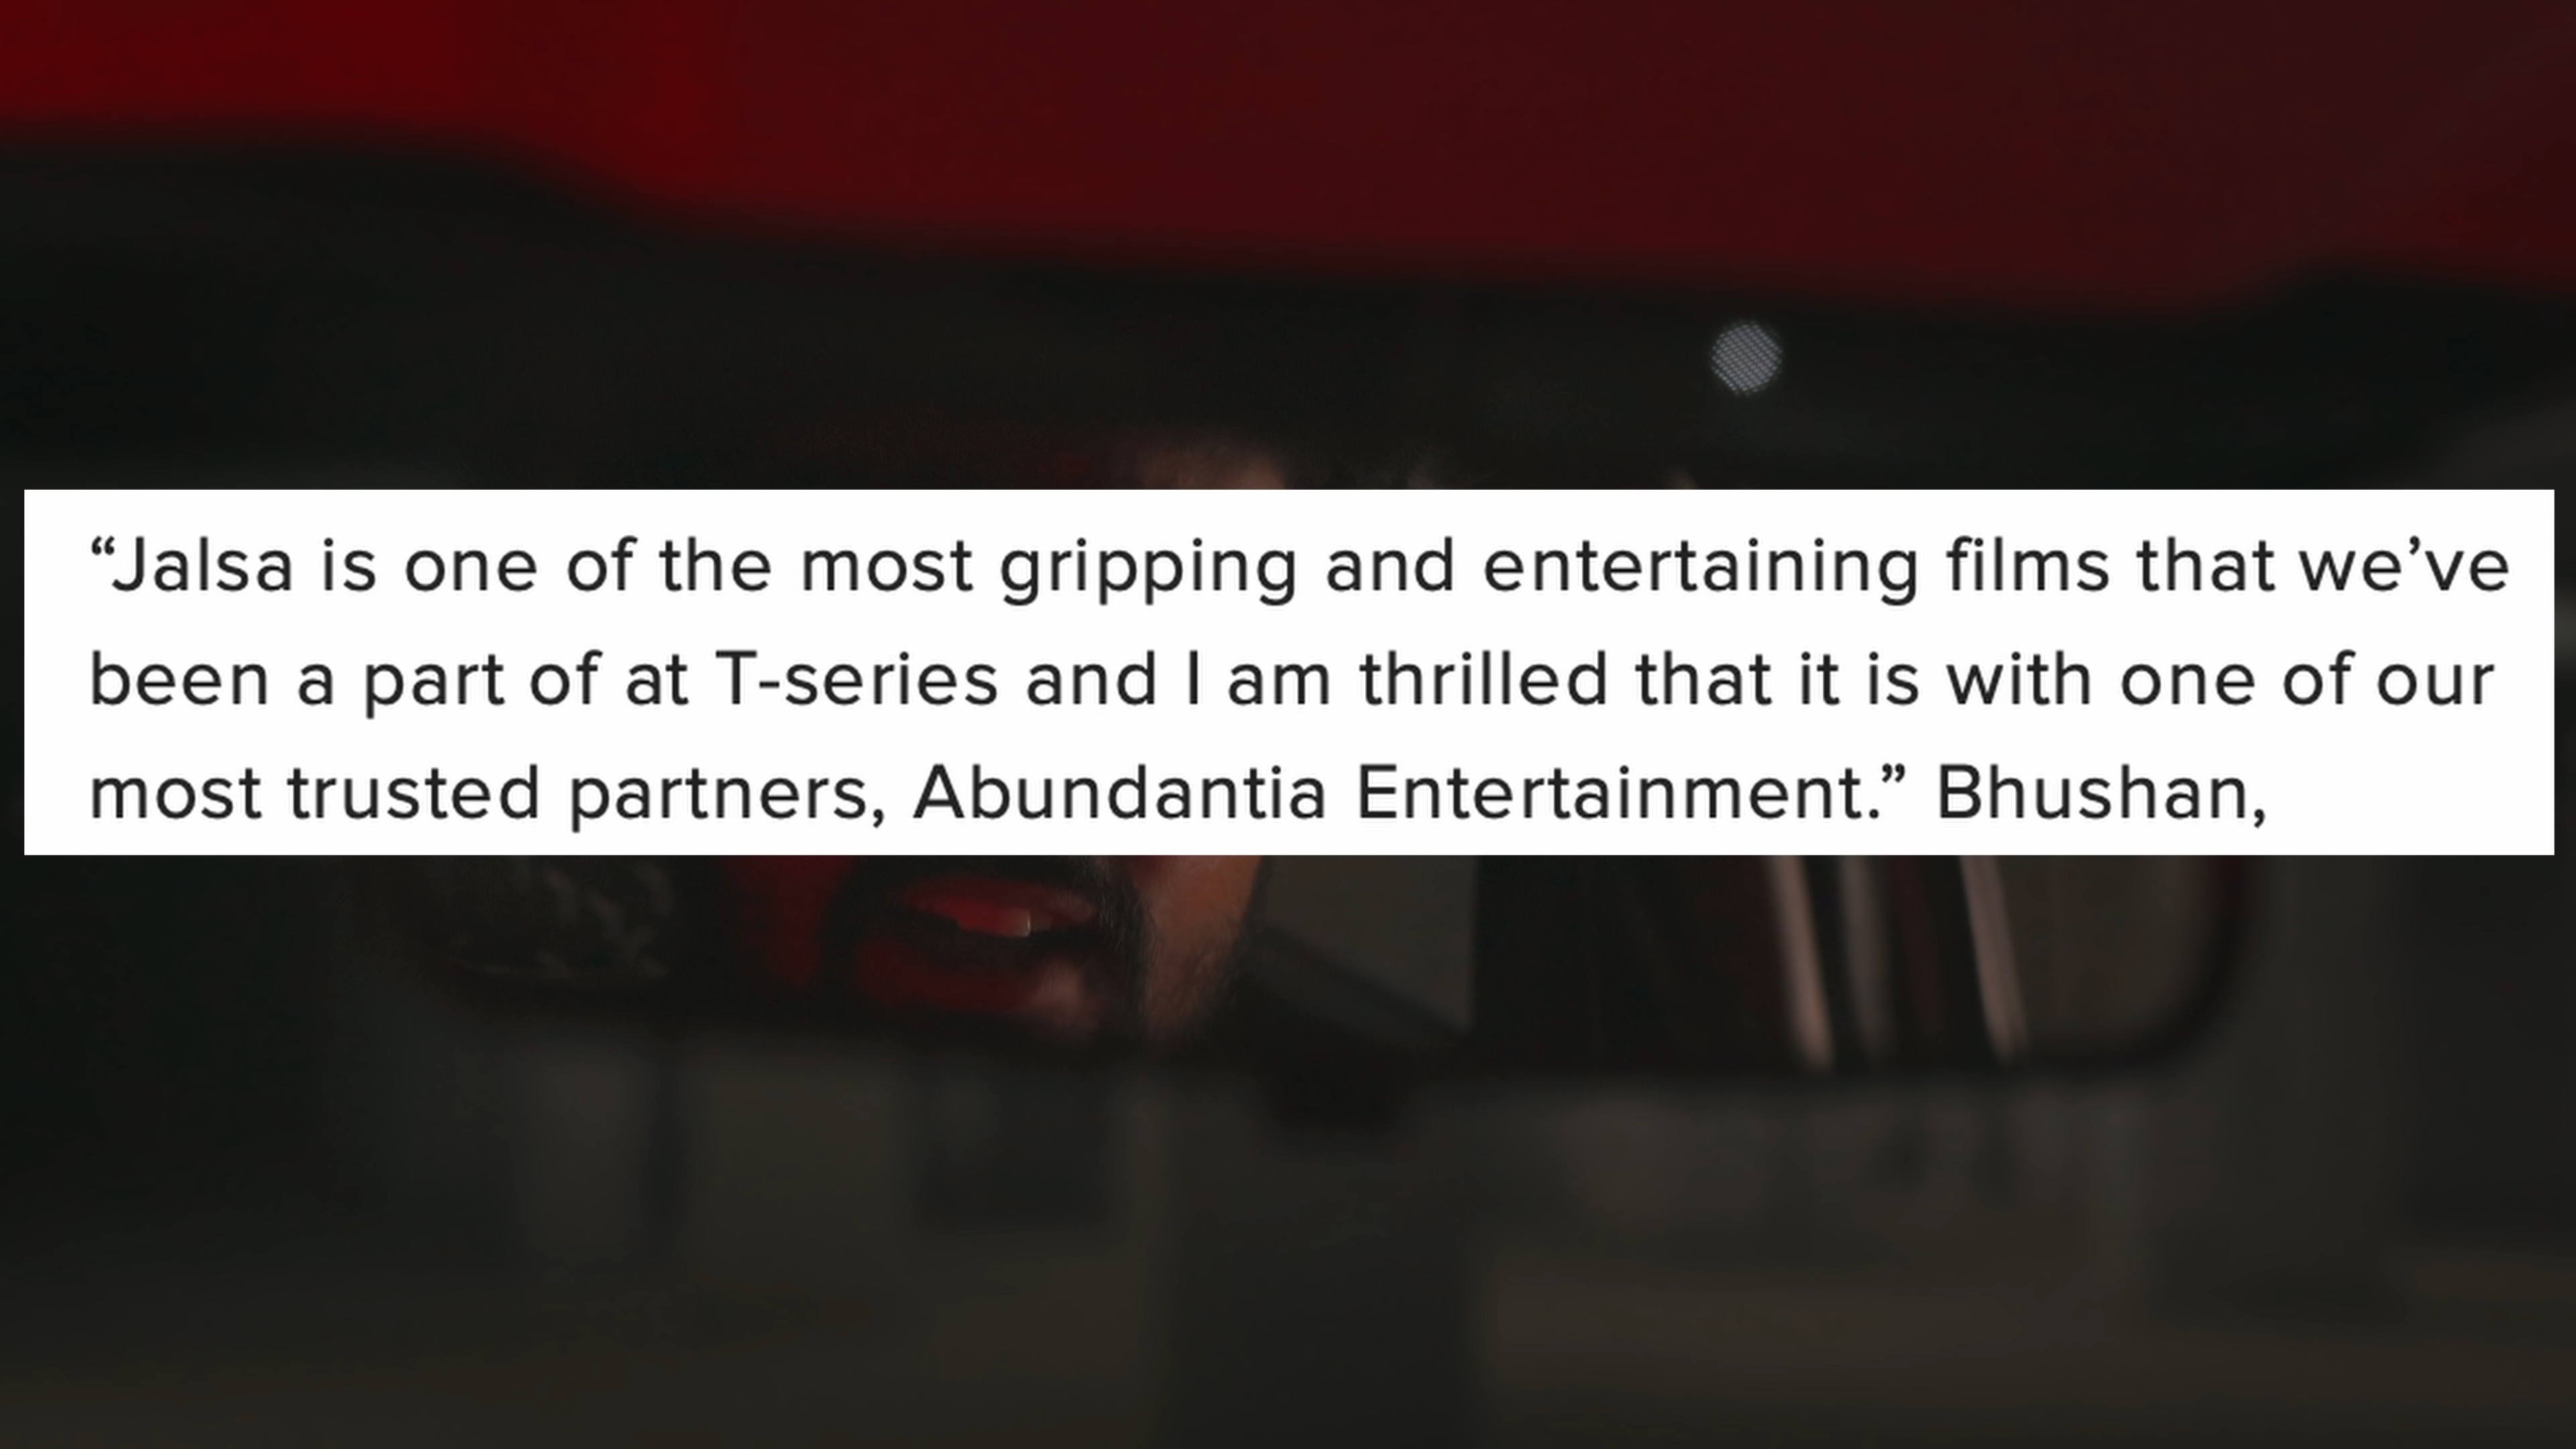 “Jalsa is one of the most gripping and entertaining films that we’ve
been a part of at T-series and I am thrilled that it is with one of our
most trusted partners, Abundantia Entertainment.” Bhushan,